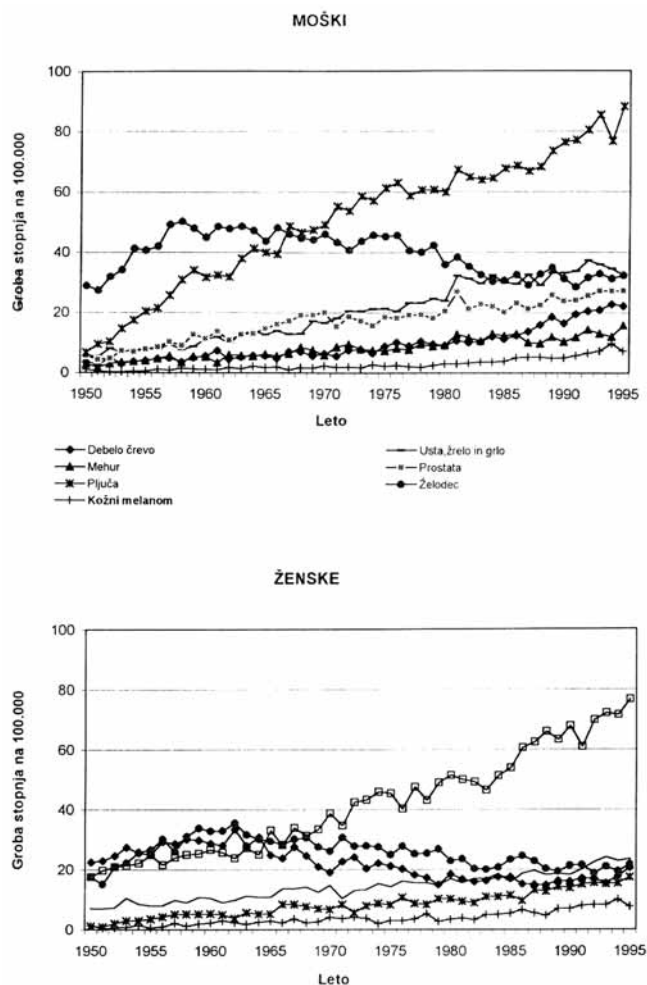 MOŠKI
Groba stopnja na 100.000
100
80
60
40
20
0
1950 1955 1960 1965 1970 1975 1980 1985 1990 1995
Leto
Debelo črevo
Usta,žrelo in grlo
Mehur
Prostata
Pljuča
Želodec
Kožni melanom
ŽENSKE
Groba stopnja na 100.000
100
80
60
40
20
0
1950 1955 1960 1965 1970 1975 1980 1985 1990 1995
Leto